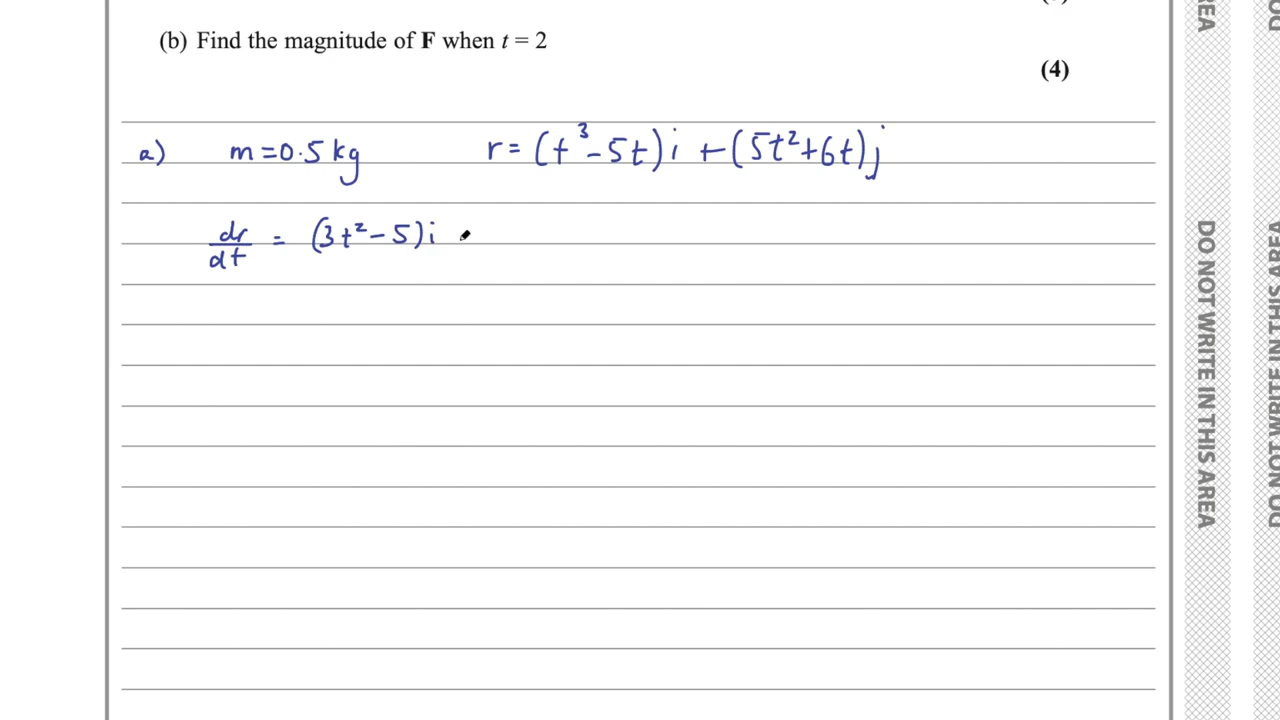 (b) Find the magnitude of F when t = 2
(4)
a) m = 0.5 kg r = (t³ - 5t)i + (5t² + 6t)j
dr/dt = (3t² - 5)i
DO NOT WRITE IN THIS AREA
DO NOT WRITE IN THIS AREA